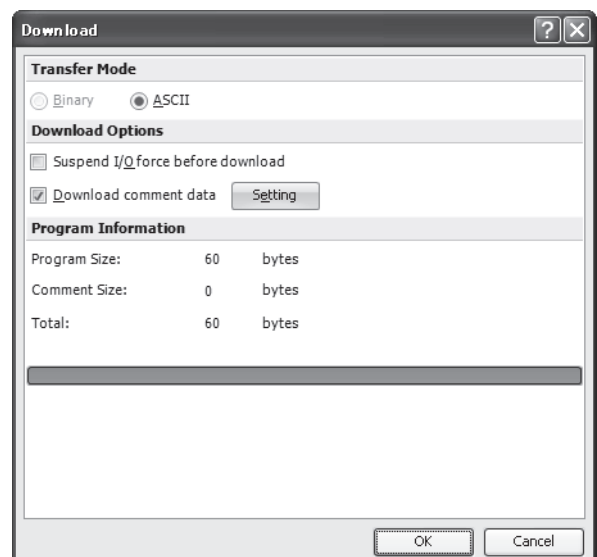 Download
Transfer Mode
Binary ASCII
Download Options
Suspend I/O force before download
Download comment data Setting
Program Information
Program Size: 60 bytes
Comment Size: 0 bytes
Total: 60 bytes
OK Cancel